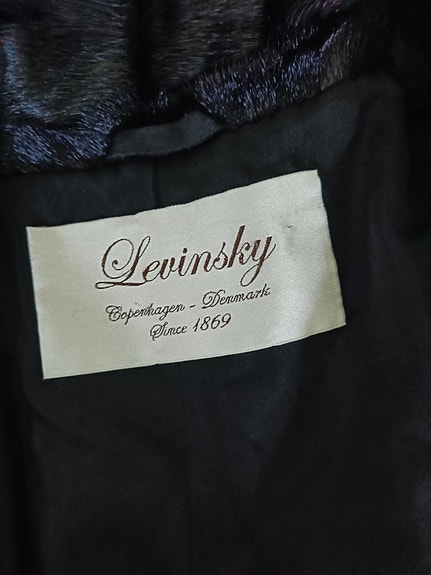 Levinsky
Copenhagen - Denmark
Since 1869